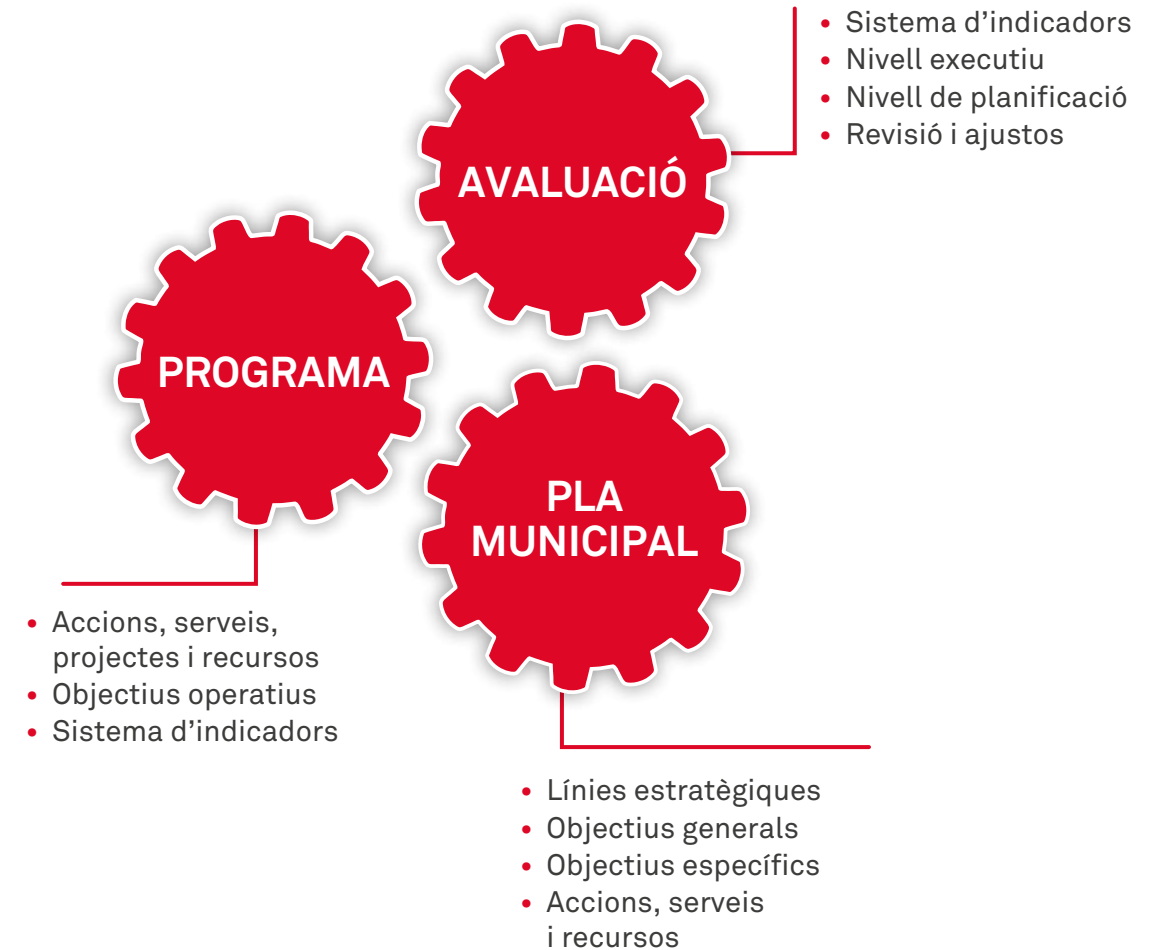 • Sistema d’indicadors
• Nivell executiu
• Nivell de planificació
• Revisió i ajustos
AVALUACIÓ
PROGRAMA
PLA
MUNICIPAL
• Accions, serveis,
projectes i recursos
• Objectius operatius
• Sistema d’indicadors
• Línies estratègiques
• Objectius generals
• Objectius específics
• Accions, serveis
i recursos